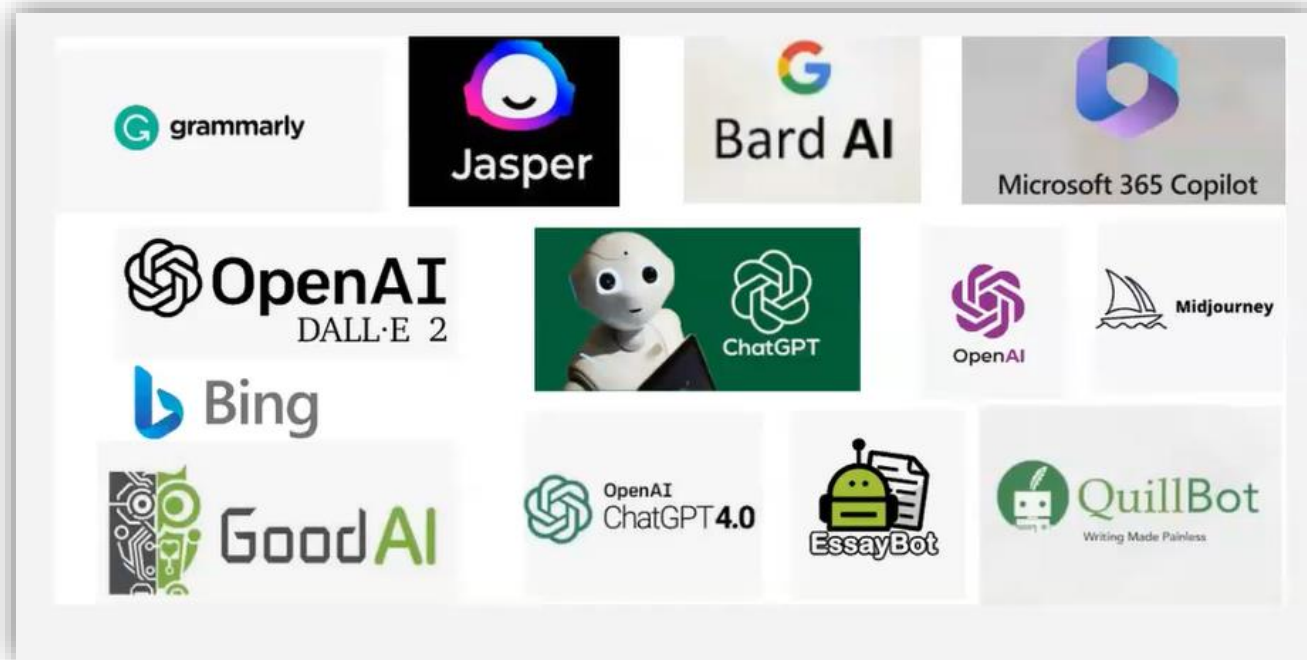 grammarly
Jasper
Bard AI
Microsoft 365 Copilot
OpenAI
DALL·E 2
ChatGPT
OpenAI
Midjourney
Bing
GoodAI
OpenAI
ChatGPT4.0
EssayBot
QuillBot
Writing Made Painless